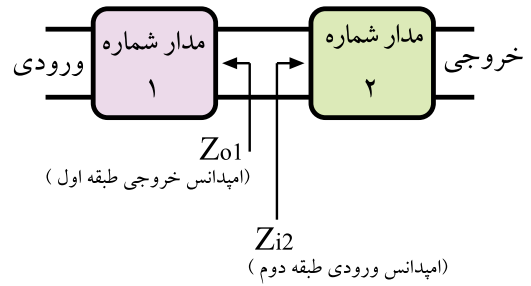 مدار شماره
۱
مدار شماره
۲
ورودی
خروجی
Zo1
(امپدانس خروجی طبقه اول)
Zi2
(امپدانس ورودی طبقه دوم)